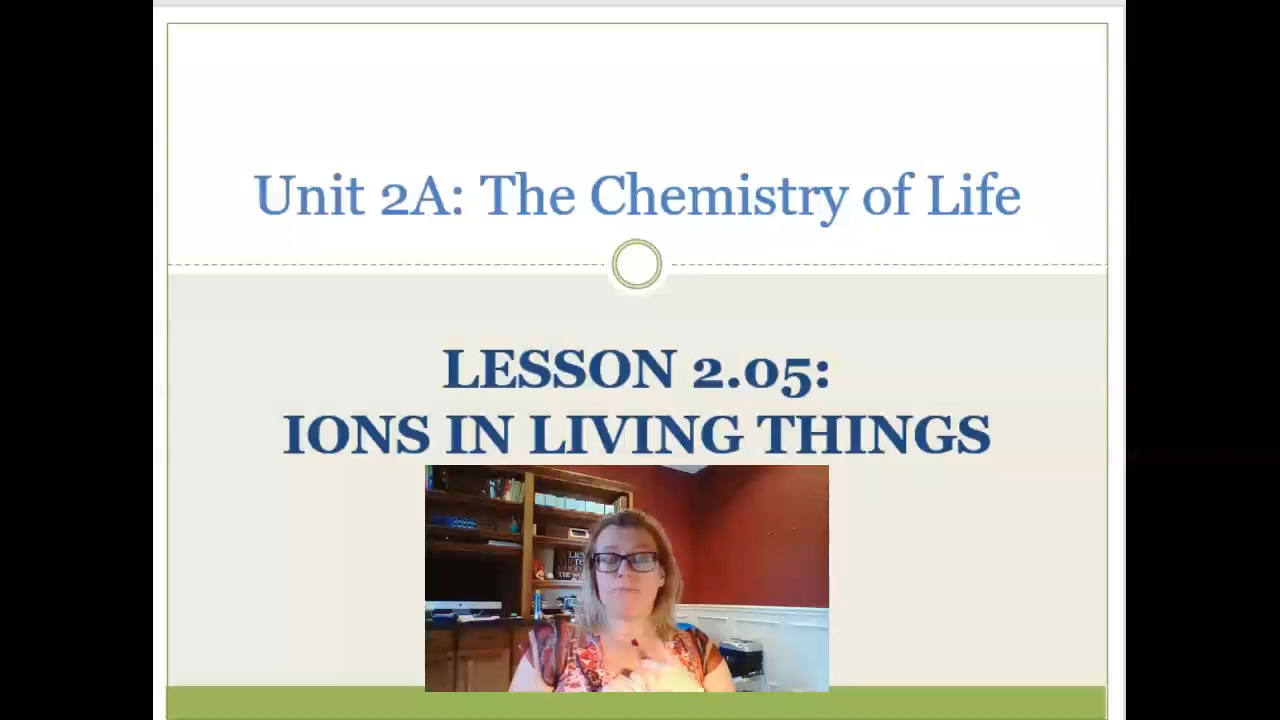 Unit 2A: The Chemistry of Life
LESSON 2.05:
IONS IN LIVING THINGS